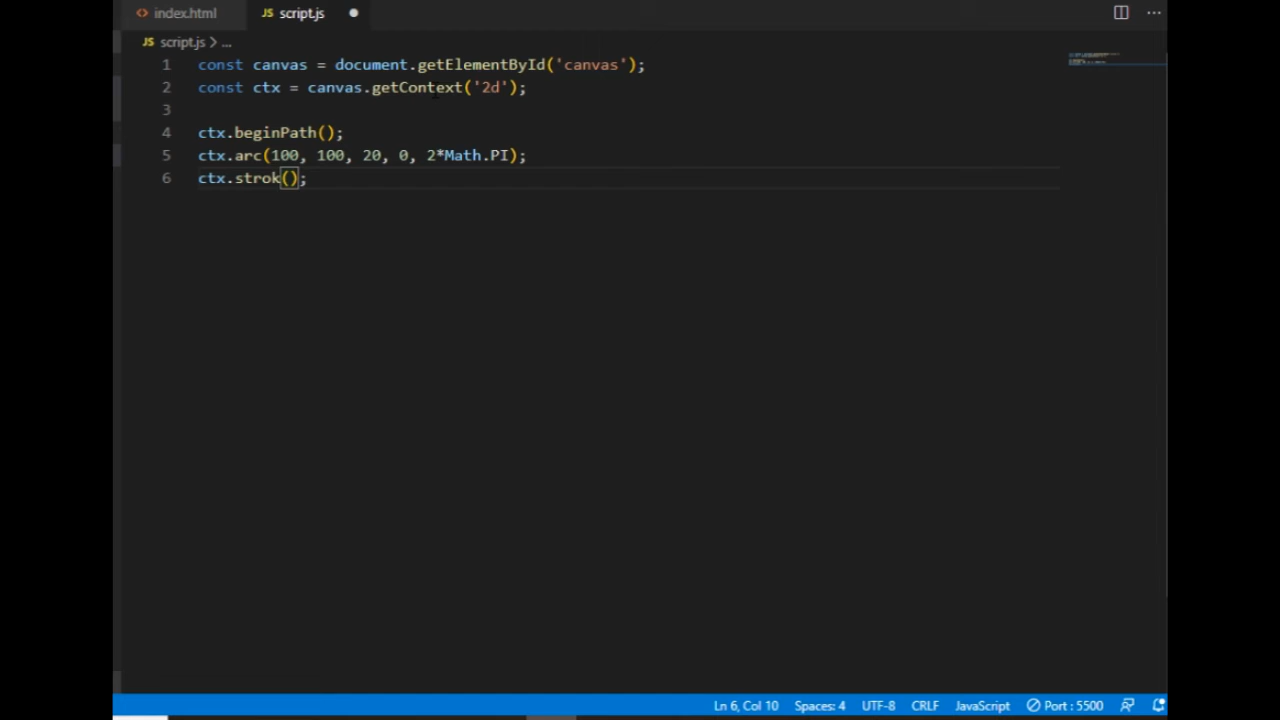 index.html
JS script.js
JS script.js > ...
1 const canvas = document.getElementById('canvas');
2 const ctx = canvas.getContext('2d');
3
4 ctx.beginPath();
5 ctx.arc(100, 100, 20, 0, 2*Math.PI);
6 ctx.strok();
Ln 6, Col 10 Spaces: 4 UTF-8 CRLF JavaScript Port : 5500